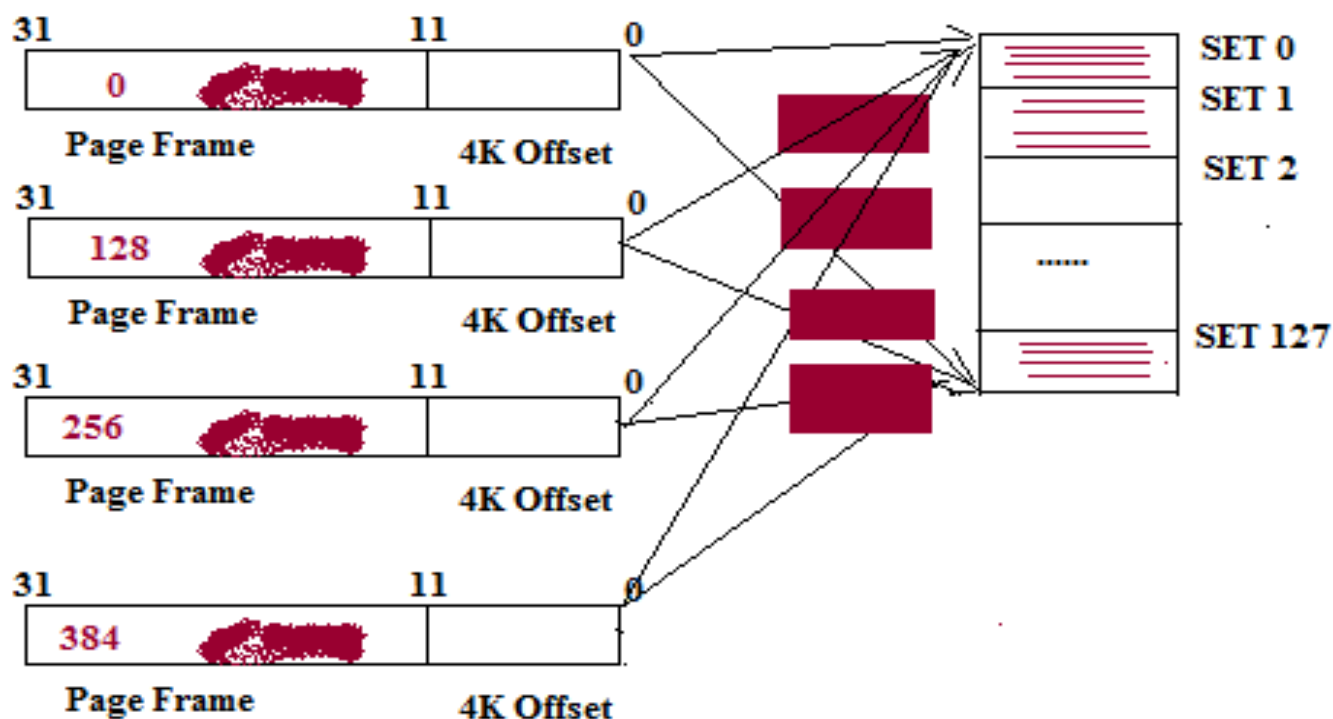 31 11 0
0
Page Frame 4K Offset
31 11 0
128
Page Frame 4K Offset
31 11 0
256
Page Frame 4K Offset
31 11 0
384
Page Frame 4K Offset
SET 0
SET 1
SET 2
......
SET 127